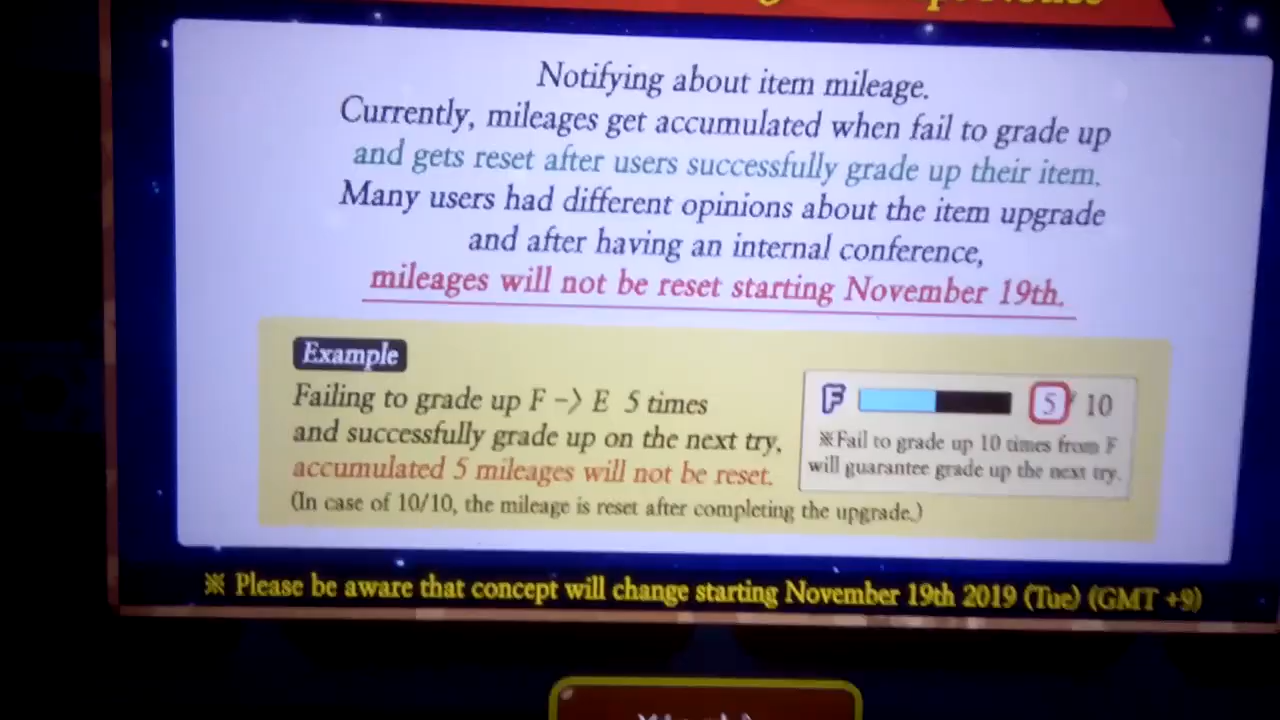 Notifying about item mileage.
Currently, mileages get accumulated when fail to grade up
and gets reset after users successfully grade up their item.
Many users had different opinions about the item upgrade
and after having an internal conference,
mileages will not be reset starting November 19th.
Example
Failing to grade up F -> E 5 times
and successfully grade up on the next try,
accumulated 5 mileages will not be reset.
(In case of 10/10, the mileage is reset after completing the upgrade.)
F 5 / 10
※Fail to grade up 10 times from F
will guarantee grade up the next try.
※ Please be aware that concept will change starting November 19th 2019 (Tue) (GMT +9)